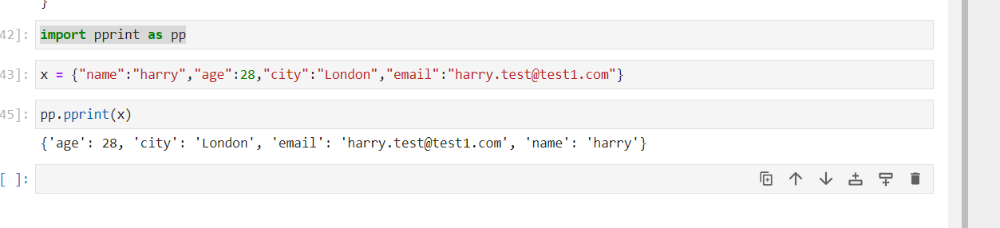 }
42]: import pprint as pp
43]: x = {"name":"harry","age":28,"city":"London","email":"harry.test@test1.com"}
45]: pp.pprint(x)
{'age': 28, 'city': 'London', 'email': 'harry.test@test1.com', 'name': 'harry'}
[ ]: